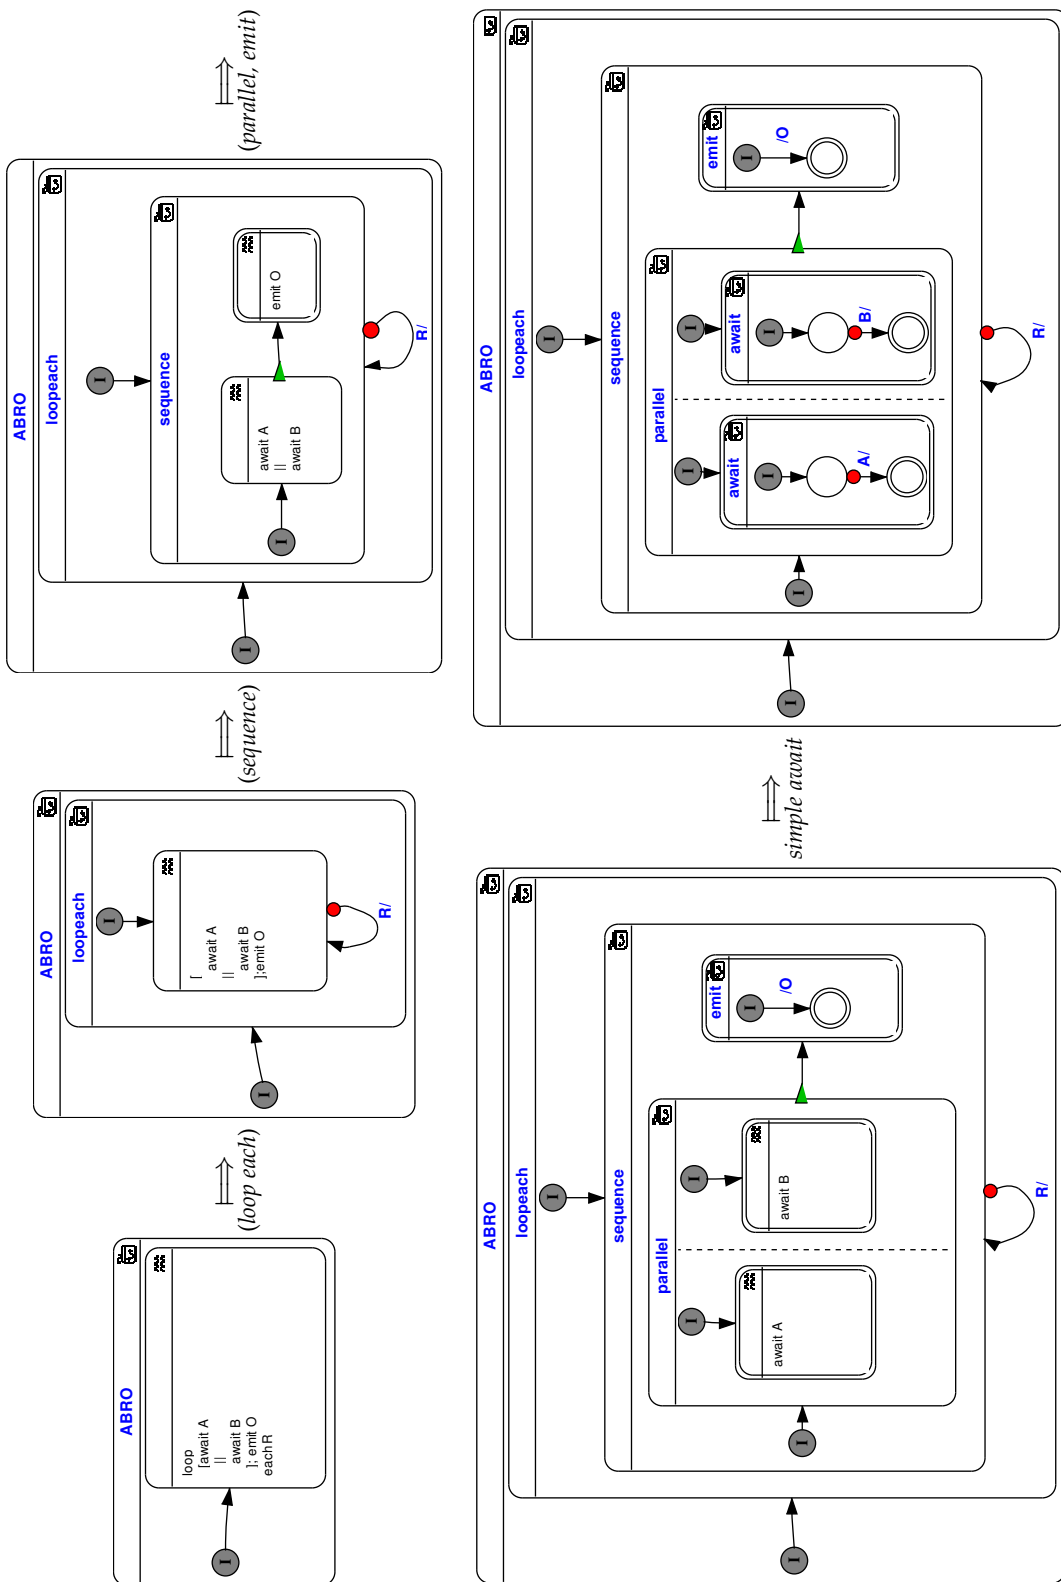 ABRO
I
loop
[await A
||
await B
]; emit O
each R
⇒
(loop each)
ABRO
I
loopeach
I
[
await A
||
await B
];emit O
R/
⇒
(sequence)
ABRO
I
loopeach
I
sequence
I
await A
||
await B
emit O
R/
⇒
(parallel, emit)
ABRO
I
loopeach
I
sequence
I
parallel
I
await A
I
await B
emit
I
/O
R/
⇒
simple await
ABRO
I
loopeach
I
sequence
I
parallel
I
await
I
A/
I
await
I
B/
emit
I
/O
R/